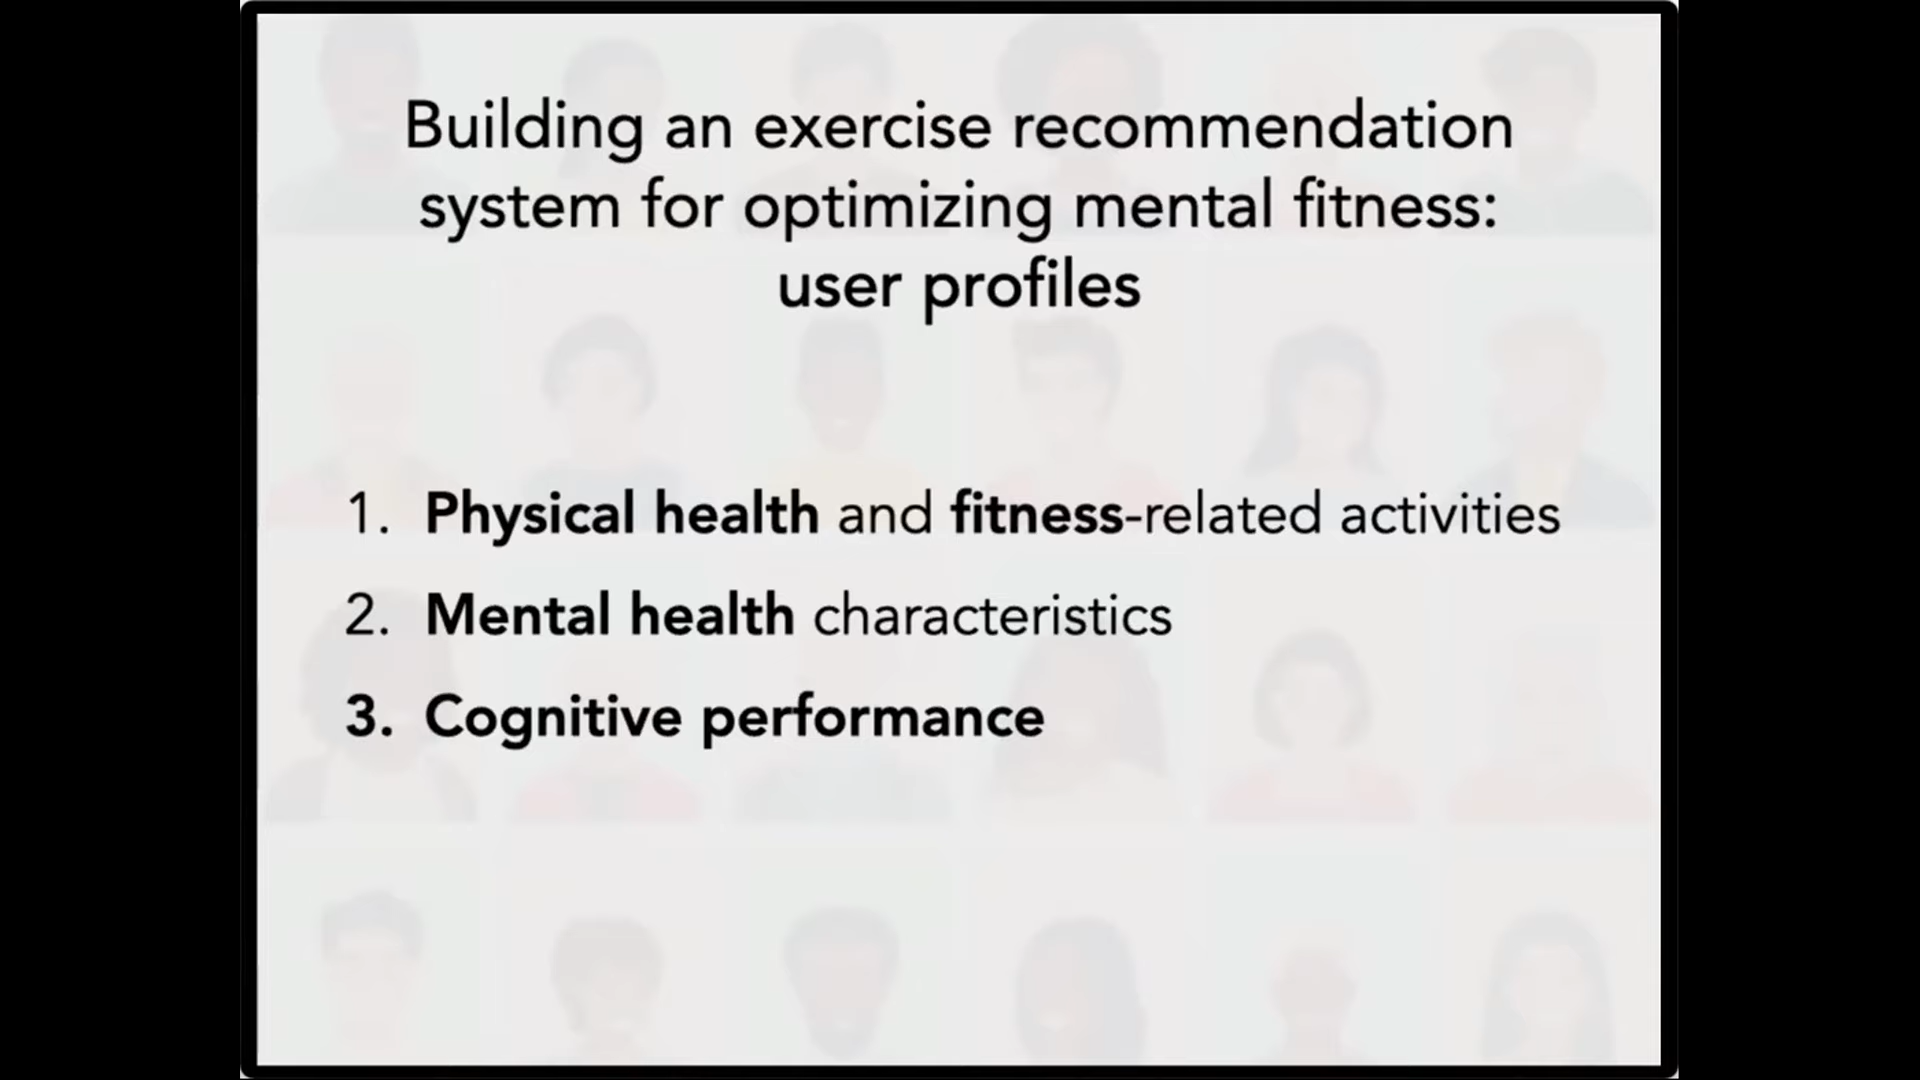 Building an exercise recommendation
system for optimizing mental fitness:
user profiles
1. Physical health and fitness-related activities
2. Mental health characteristics
3. Cognitive performance